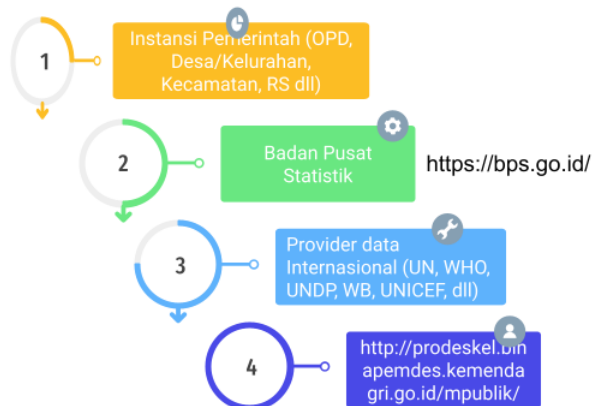 1
Instansi Pemerintah (OPD,
Desa/Kelurahan,
Kecamatan, RS dll)
2
Badan Pusat
Statistik
https://bps.go.id/
3
Provider data
Internasional (UN, WHO,
UNDP, WB, UNICEF, dll)
4
http://prodeskel.bin
apemdes.kemenda
gri.go.id/mpublik/